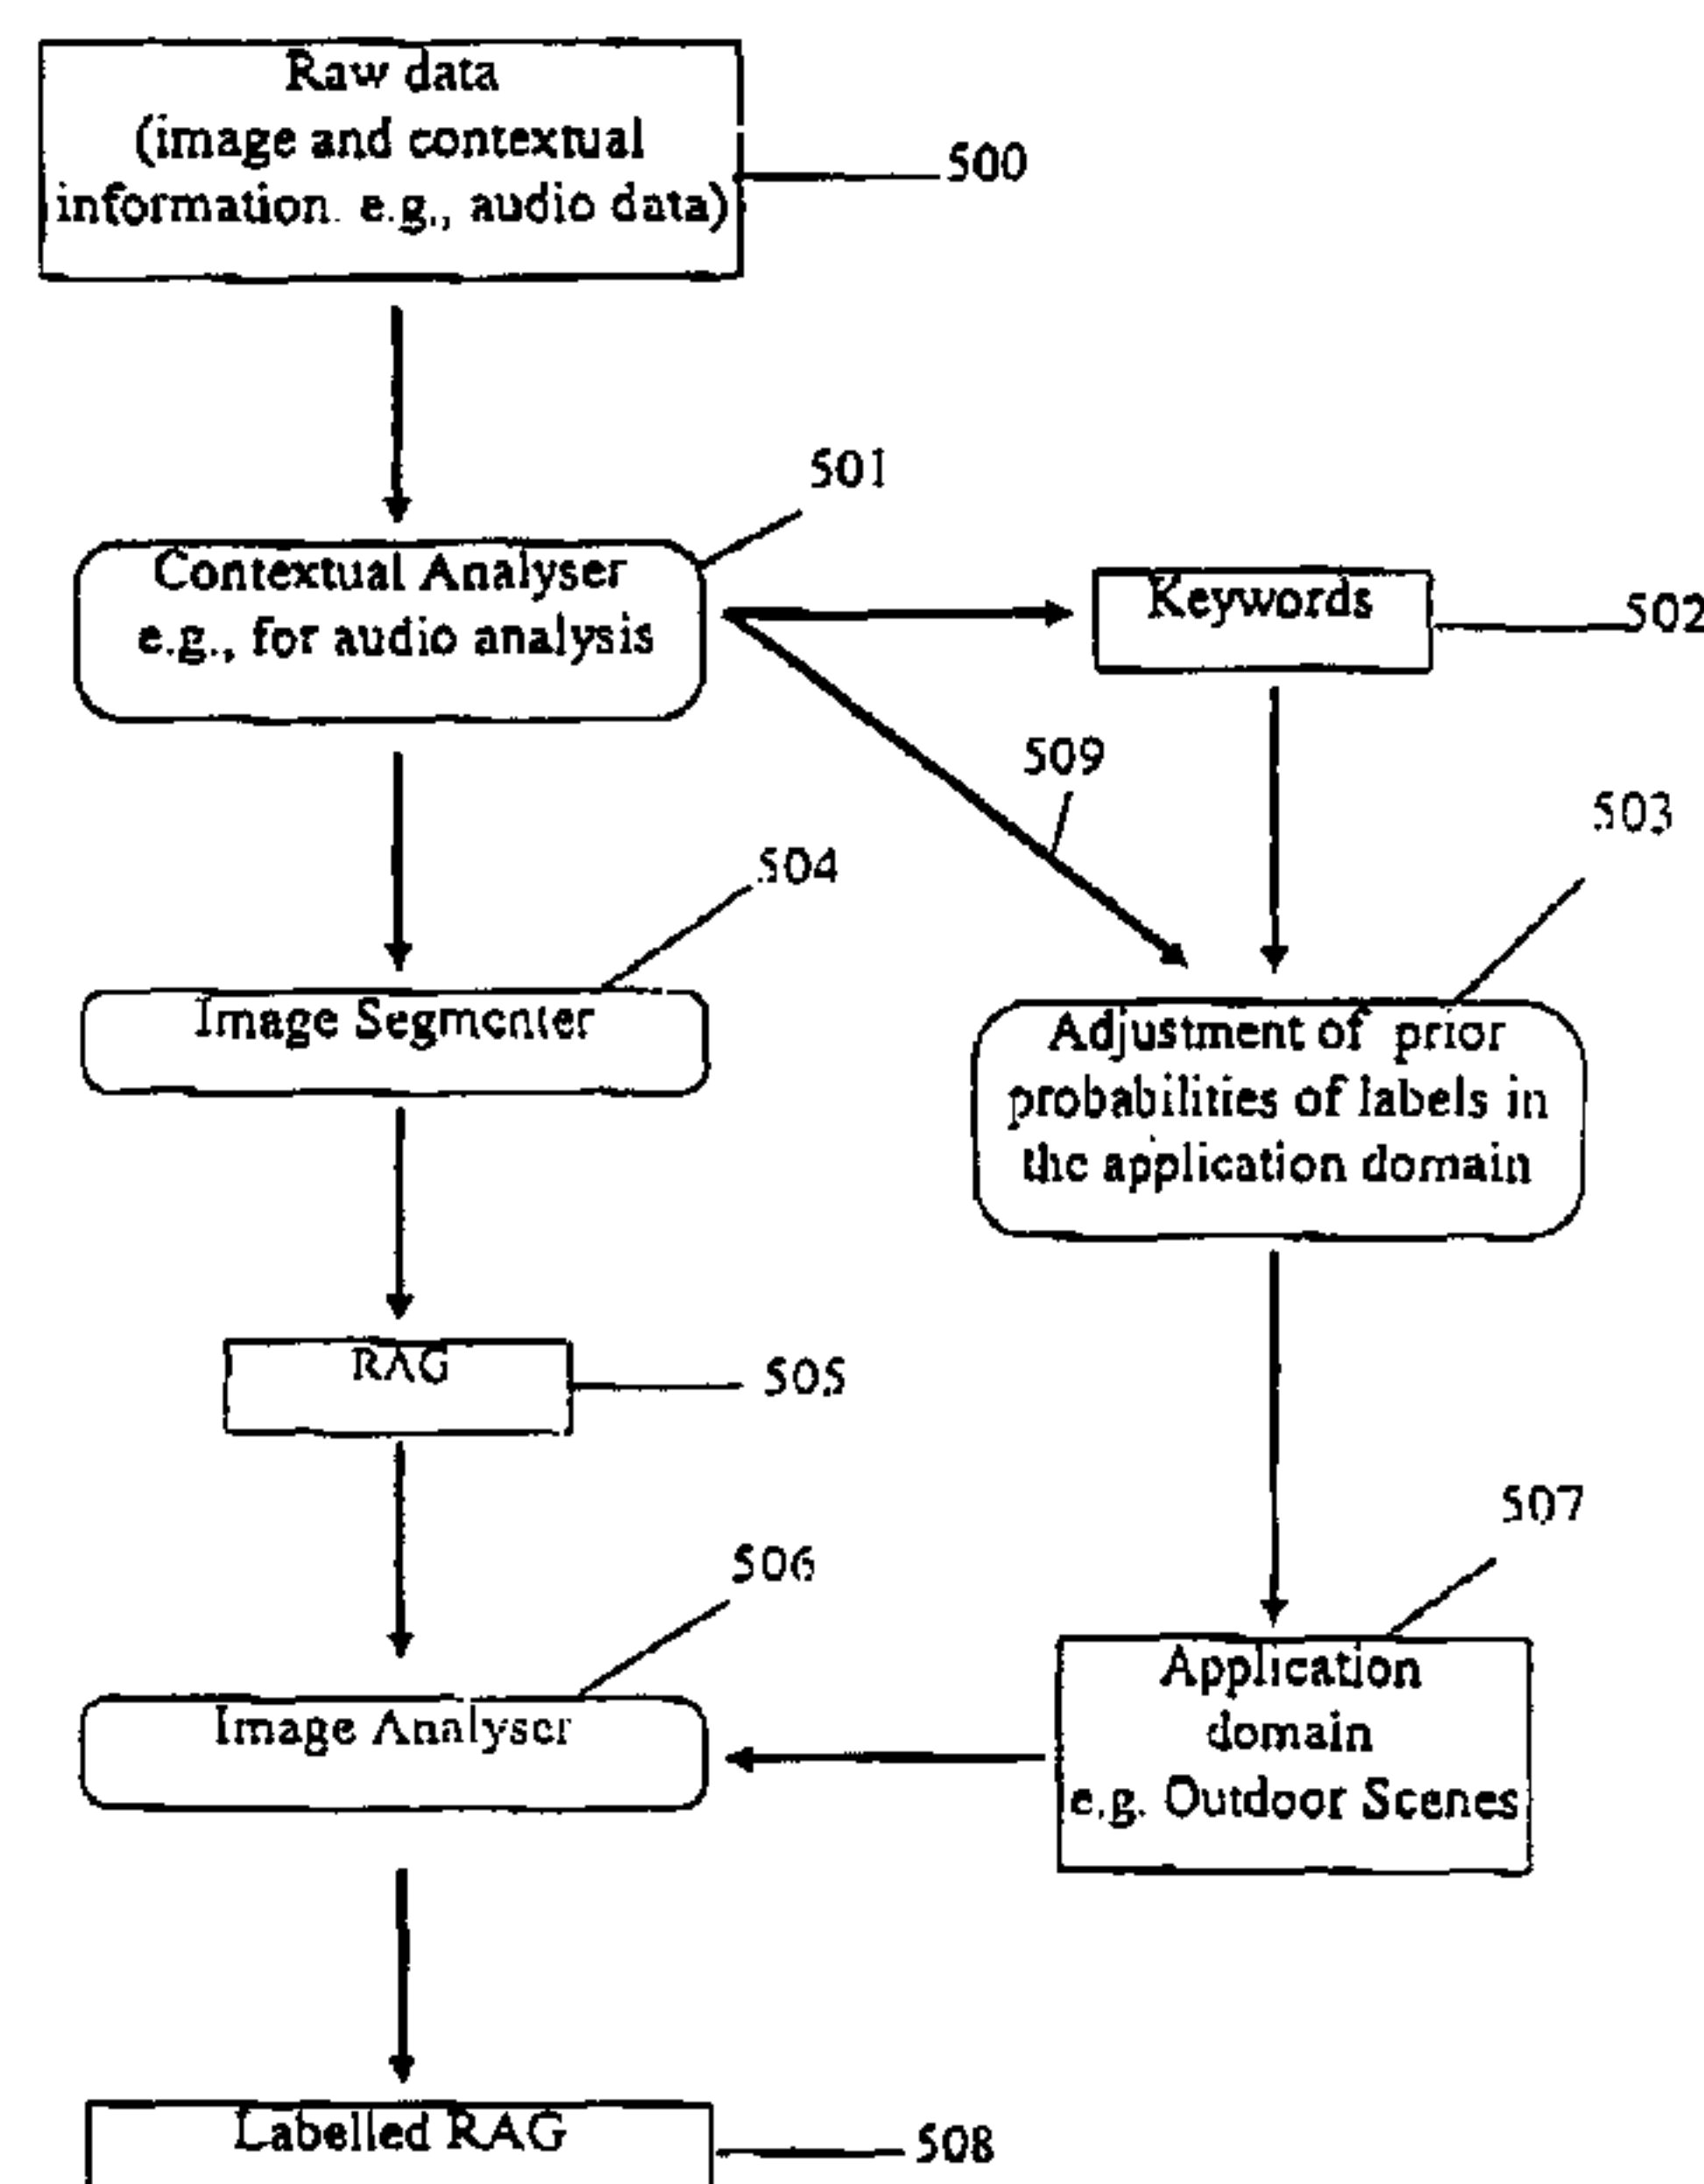 Raw data
(image and contextual
information. e.g., audio data)
500
501
Contextual Analyser
e.g., for audio analysis
Keywords
502
509
503
504
Image Segmenter
Adjustment of prior
probabilities of labels in
the application domain
RAG
505
507
506
Image Analyser
Application
domain
e.g. Outdoor Scenes
Labelled RAG
508